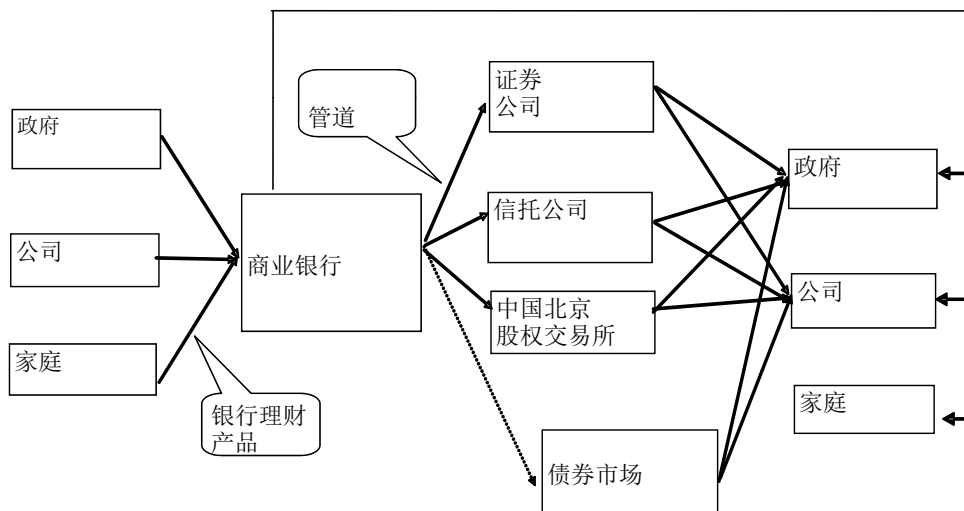 政府
公司
家庭
银行理财
产品
商业银行
管道
证券
公司
信托公司
中国北京
股权交易所
债券市场
政府
公司
家庭